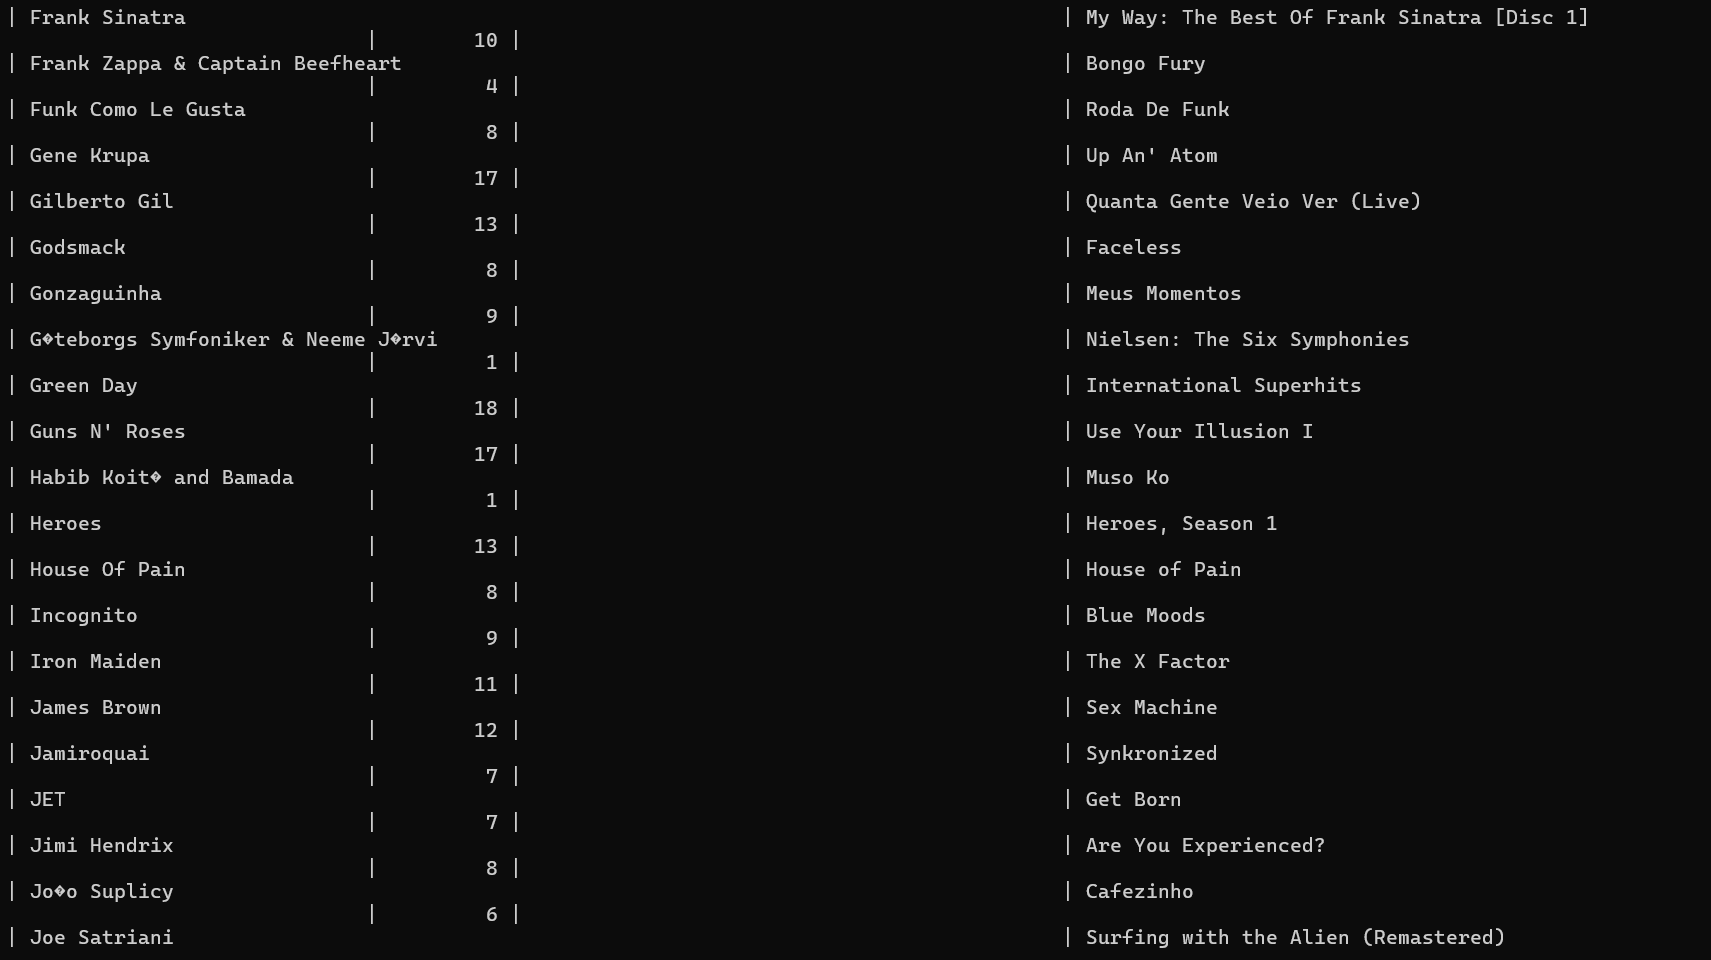 | Frank Sinatra | My Way: The Best Of Frank Sinatra [Disc 1]
| 10 |
| Frank Zappa & Captain Beefheart | Bongo Fury
| 4 |
| Funk Como Le Gusta | Roda De Funk
| 8 |
| Gene Krupa | Up An' Atom
| 17 |
| Gilberto Gil | Quanta Gente Veio Ver (Live)
| 13 |
| Godsmack | Faceless
| 8 |
| Gonzaguinha | Meus Momentos
| 9 |
| G�teborgs Symfoniker & Neeme J�rvi | Nielsen: The Six Symphonies
| 1 |
| Green Day | International Superhits
| 18 |
| Guns N' Roses | Use Your Illusion I
| 17 |
| Habib Koit� and Bamada | Muso Ko
| 1 |
| Heroes | Heroes, Season 1
| 13 |
| House Of Pain | House of Pain
| 8 |
| Incognito | Blue Moods
| 9 |
| Iron Maiden | The X Factor
| 11 |
| James Brown | Sex Machine
| 12 |
| Jamiroquai | Synkronized
| 7 |
| JET | Get Born
| 7 |
| Jimi Hendrix | Are You Experienced?
| 8 |
| Jo�o Suplicy | Cafezinho
| 6 |
| Joe Satriani | Surfing with the Alien (Remastered)